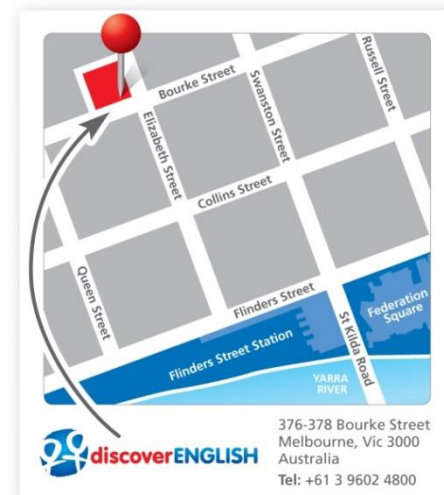 Bourke Street
Swanston Street
Russell Street
Elizabeth Street
Collins Street
Queen Street
Flinders Street
Flinders Street Station
St Kilda Road
Federation
Square
YARRA
RIVER
discoverENGLISH
376-378 Bourke Street
Melbourne, Vic 3000
Australia
Tel: +61 3 9602 4800